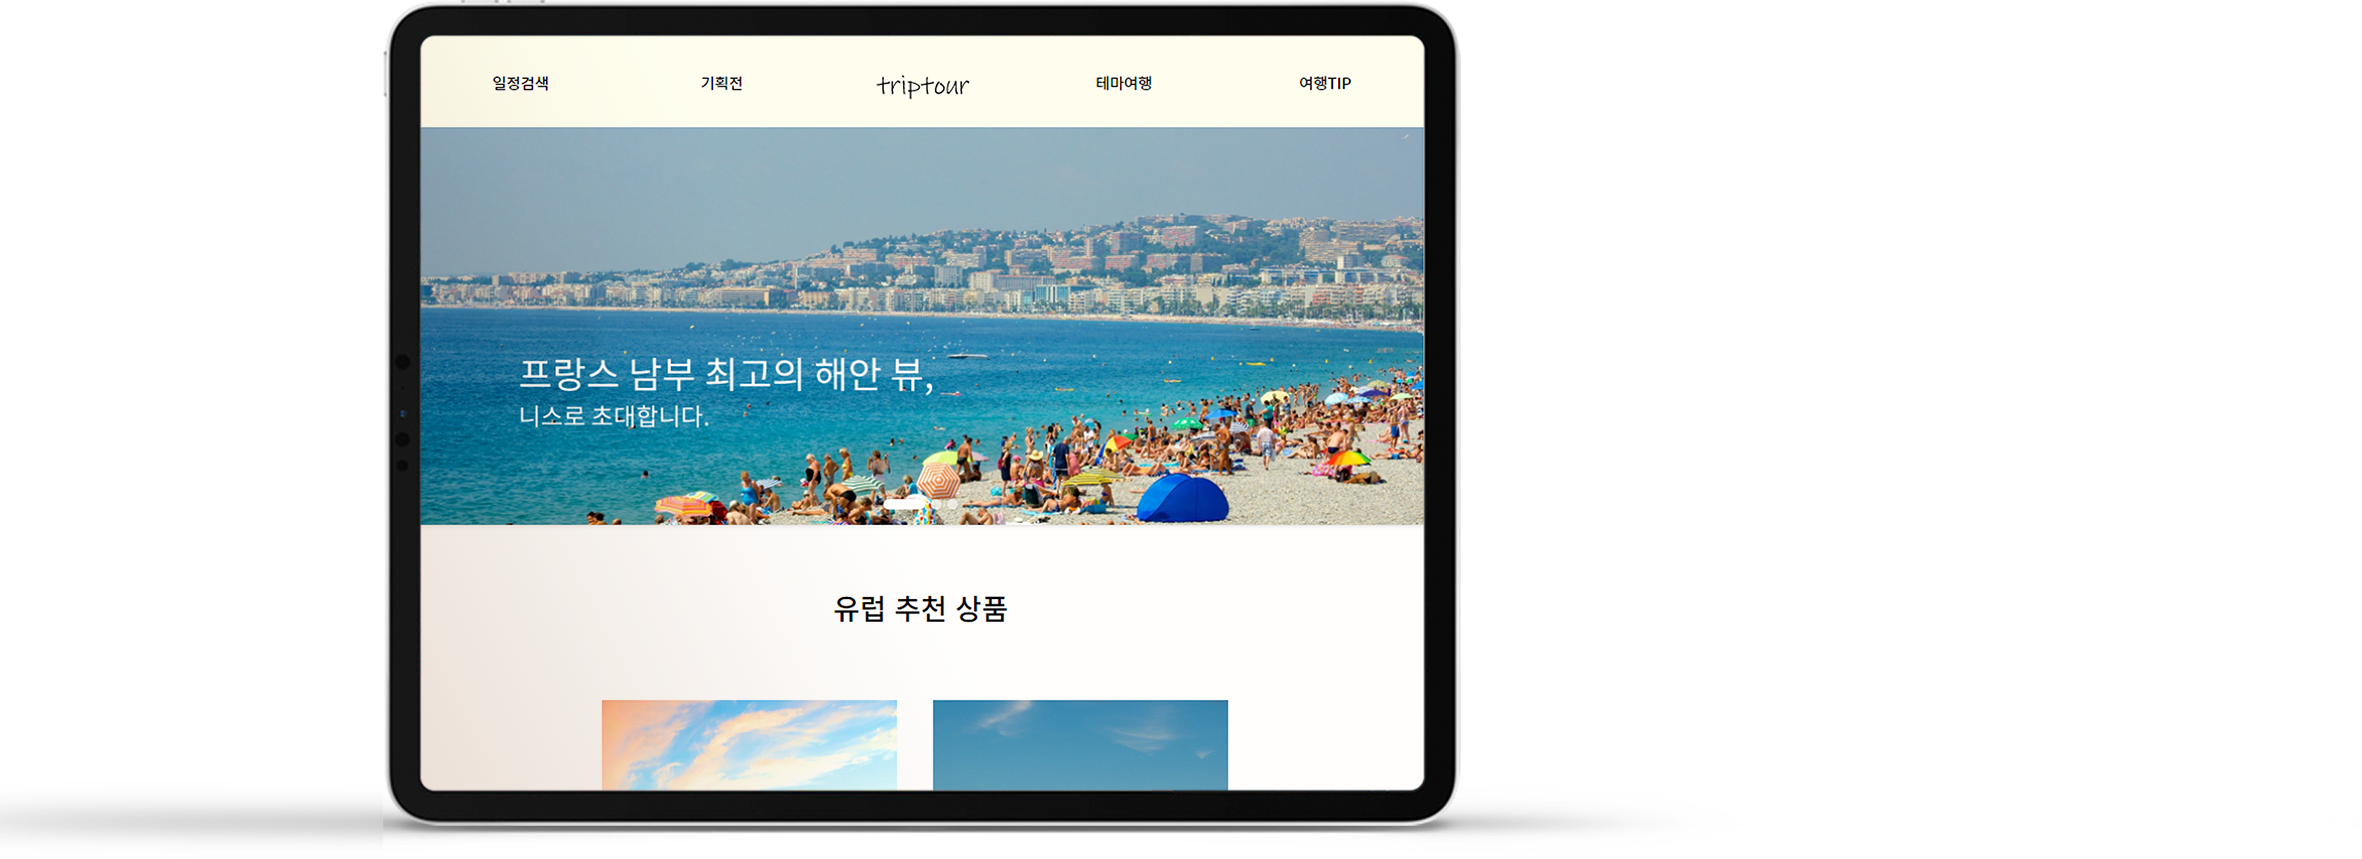 일정검색
기획전
triptour
테마여행
여행TIP
프랑스 남부 최고의 해안 뷰,
니스로 초대합니다.
유럽 추천 상품